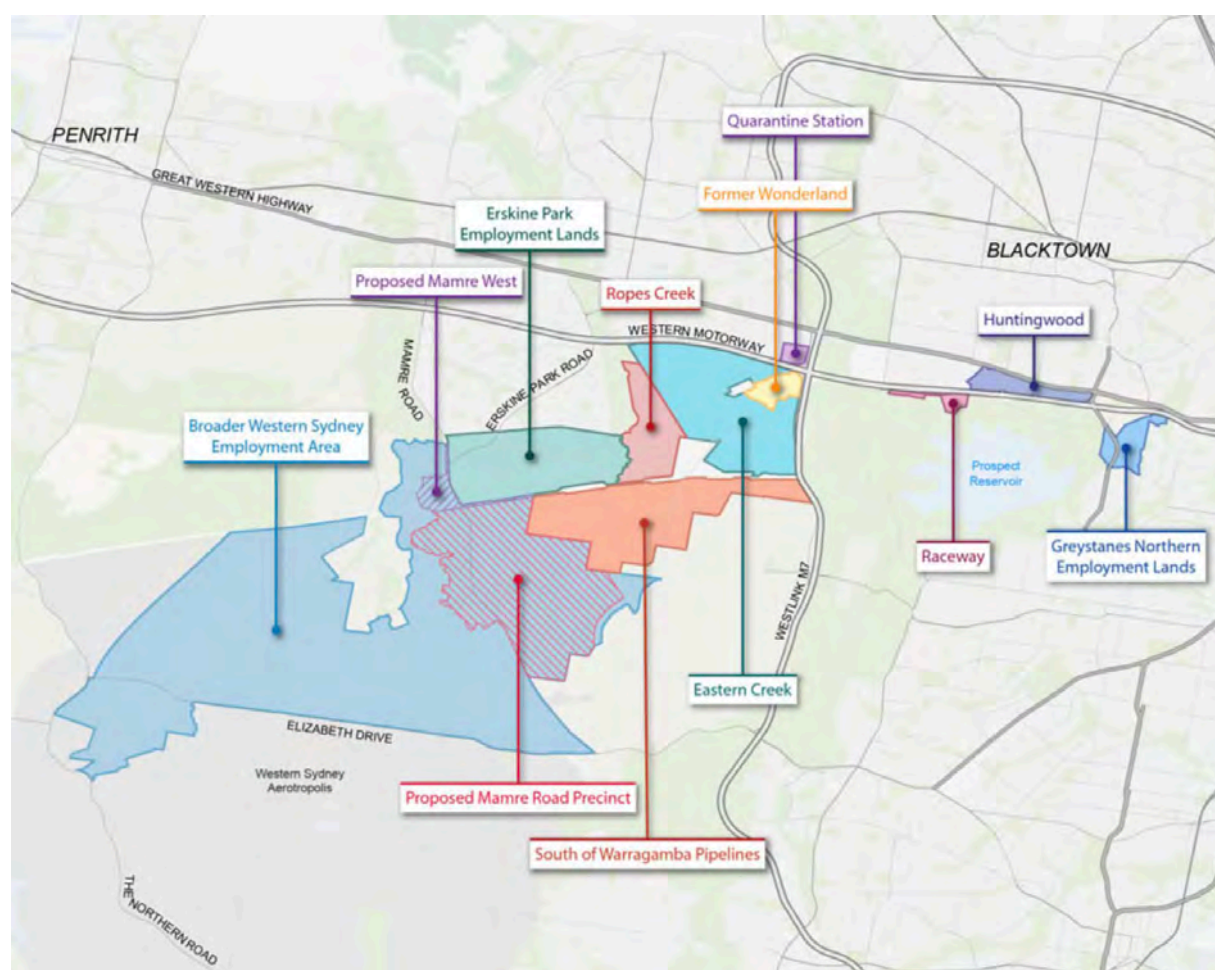 Quarantine Station
PENRITH
GREAT WESTERN HIGHWAY
Former Wonderland
Erskine Park
Employment Lands
BLACKTOWN
Proposed Mamre West
Ropes Creek
WESTERN MOTORWAY
Huntingwood
MAMRE ROAD
ERSKINE PARK ROAD
Broader Western Sydney
Employment Area
Prospect
Reservoir
Raceway
Greystanes Northern
Employment Lands
WESTLINK M7
Eastern Creek
ELIZABETH DRIVE
Western Sydney
Aerotropolis
Proposed Mamre Road Precinct
South of Warragamba Pipelines
THE NORTHERN ROAD